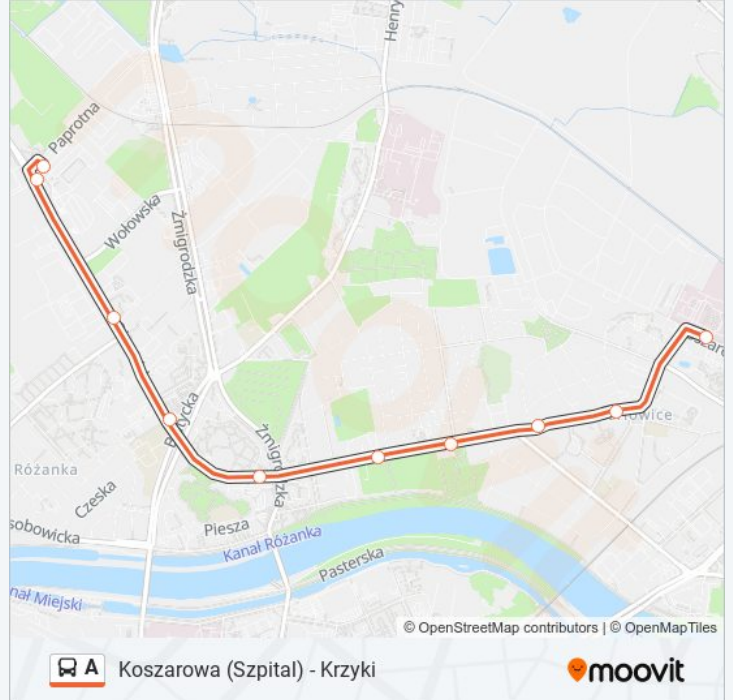 Henry
Paprotna
Wołowska
Żmigrodzka
Żmigrodzka
Różanka
Czeska
Piesza
sobowicka
Kanał Różanka
Pasterska
nał Miejski
© OpenStreetMap contributors | © OpenMapTiles
A Koszarowa (Szpital) - Krzyki
moovit